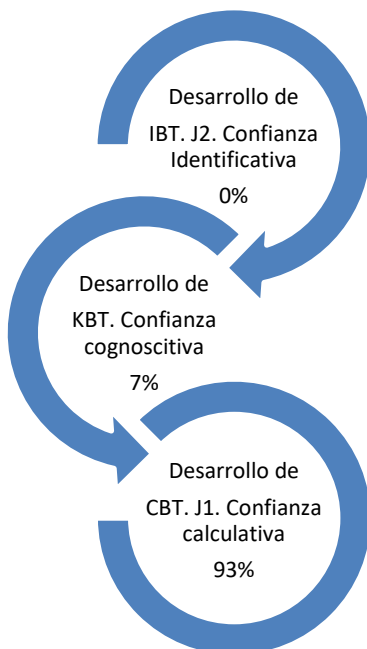 Desarrollo de
IBT. J2. Confianza
Identificativa
0%
Desarrollo de
KBT. Confianza
cognoscitiva
7%
Desarrollo de
CBT. J1. Confianza
calculativa
93%